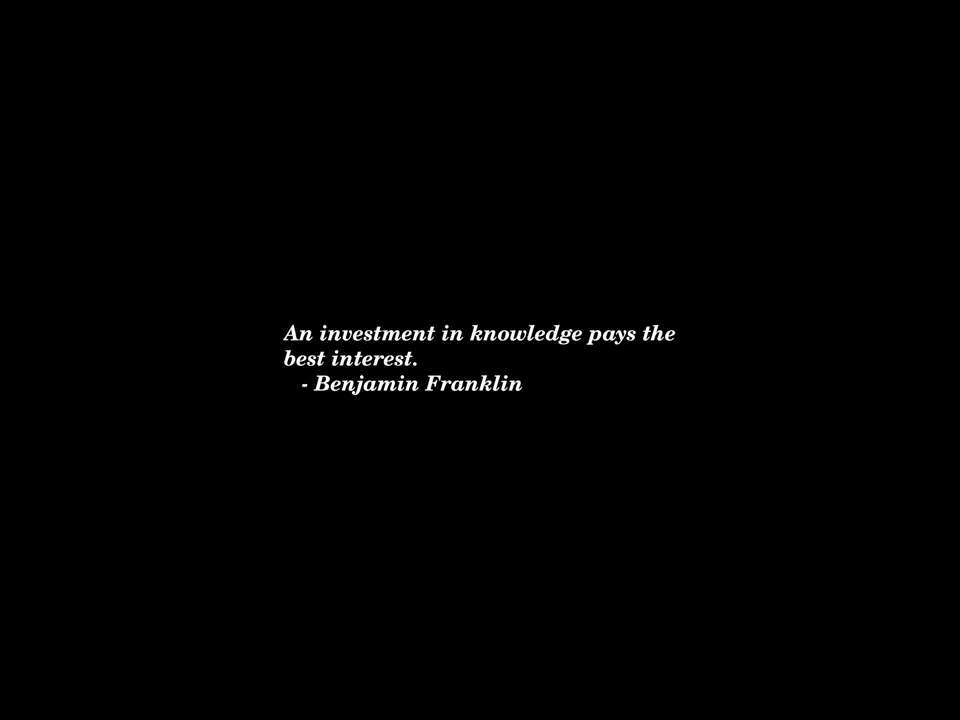 An investment in knowledge pays the
best interest.
- Benjamin Franklin